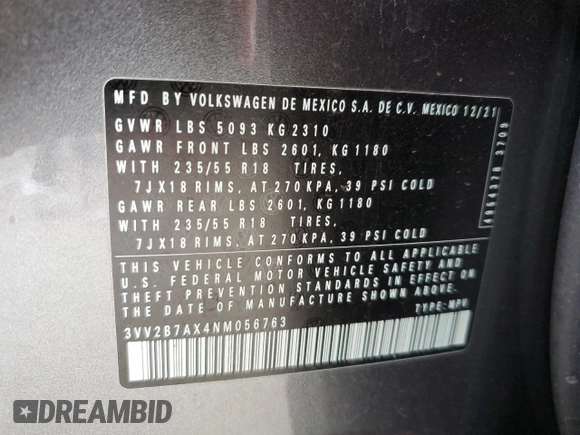 MFD BY VOLKSWAGEN DE MEXICO S.A. DE C.V. MEXICO 12/21
GVWR LBS 5093 KG 2310
GAWR FRONT LBS 2601, KG 1180
WITH 235/55 R18 TIRES,
7JX18 RIMS, AT 270 KPA, 39 PSI COLD
GAWR REAR LBS 2601, KG 1180
WITH 235/55 R18 TIRES,
7JX18 RIMS, AT 270 KPA, 39 PSI COLD
THIS VEHICLE CONFORMS TO ALL APPLICABLE
U.S. FEDERAL MOTOR VEHICLE SAFETY AND
THEFT PREVENTION STANDARDS IN EFFECT ON
THE DATE OF MANUFACTURE SHOWN ABOVE.
3VV2B7AX4NM056763 TYPE: MPV
3709
DREAMBID